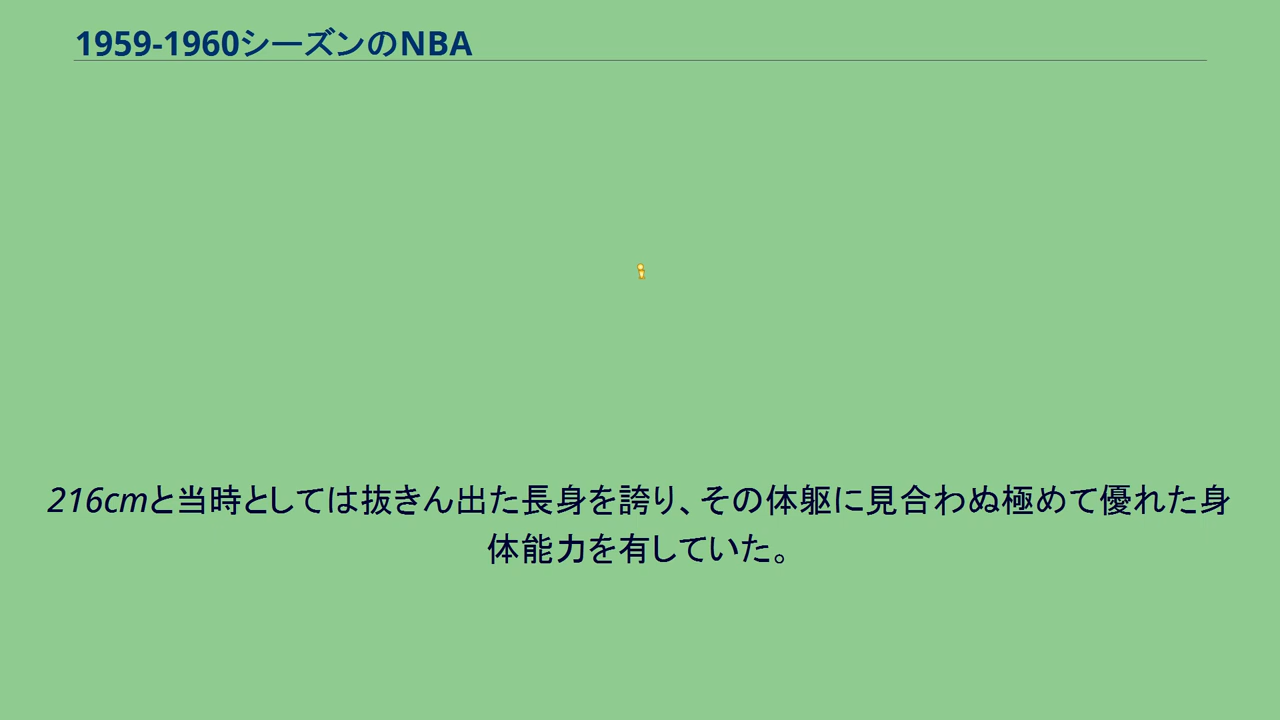 1959-1960シーズンのNBA
216cmと当時としては抜きん出た長身を誇り、その体躯に見合わぬ極めて優れた身
体能力を有していた。